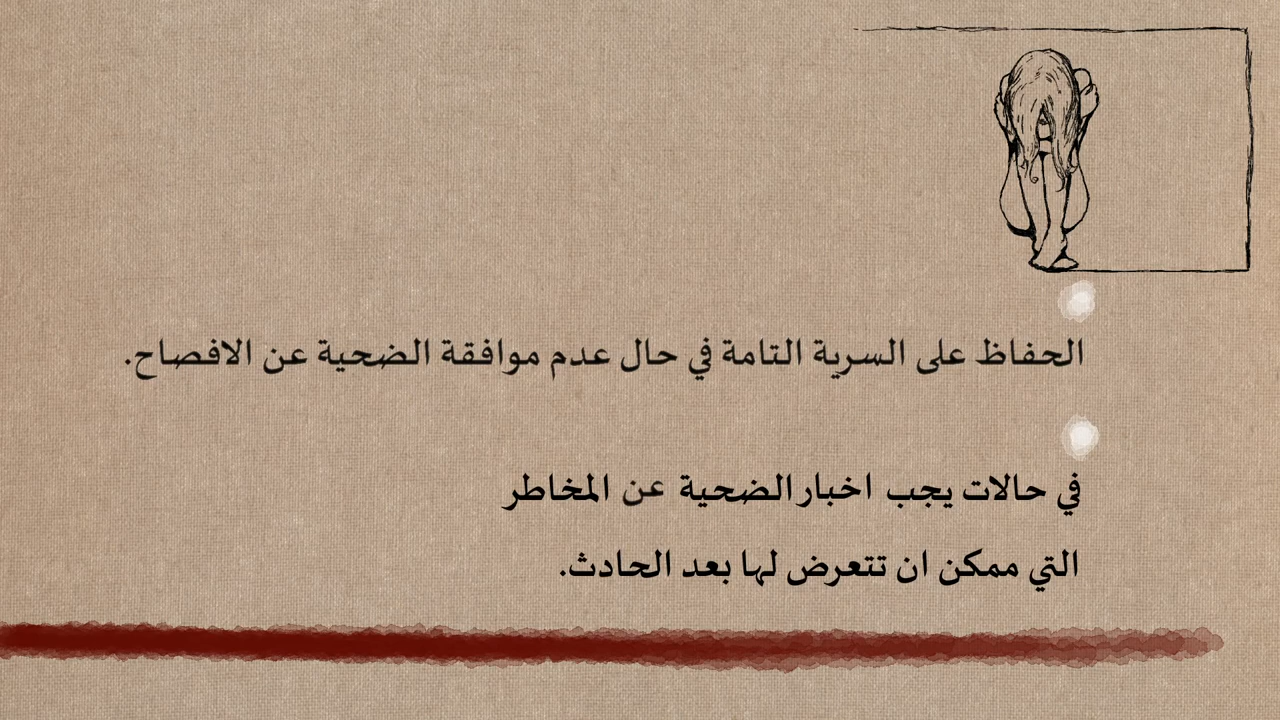 الحفاظ على السرية التامة في حال عدم موافقة الضحية عن الافصاح.
في حالات يجب اخبار الضحية عن المخاطر
التي ممكن ان تتعرض لها بعد الحادث.